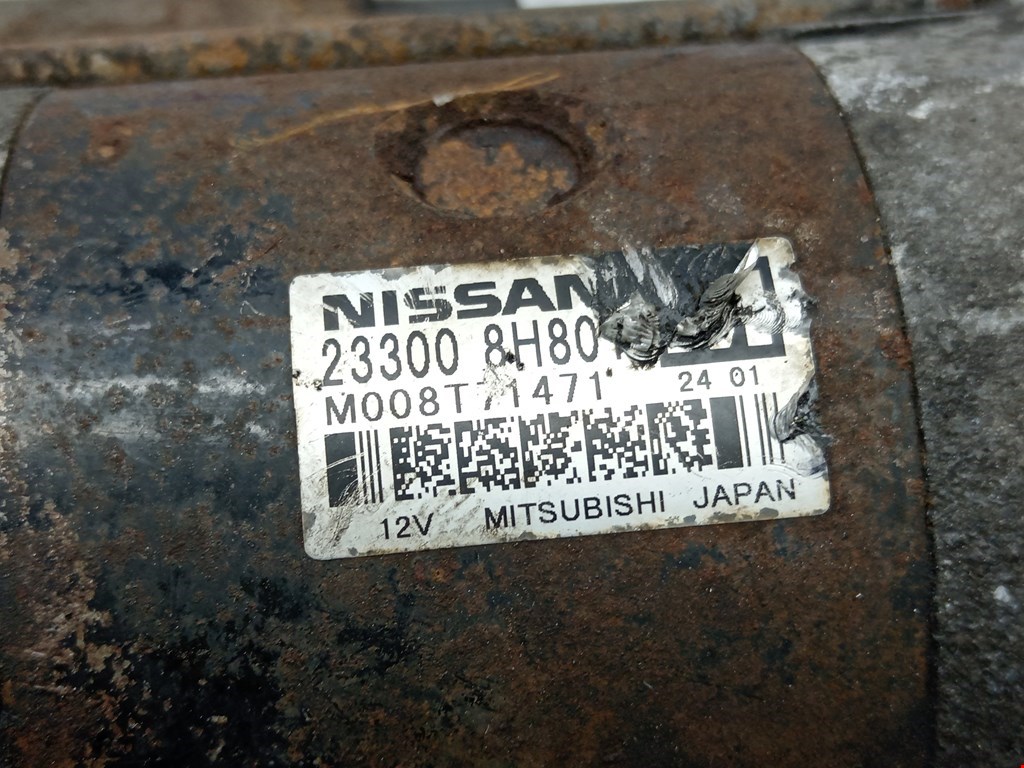 NISSAN
23300 8H80
M008T71471 24 01
12V MITSUBISHI JAPAN